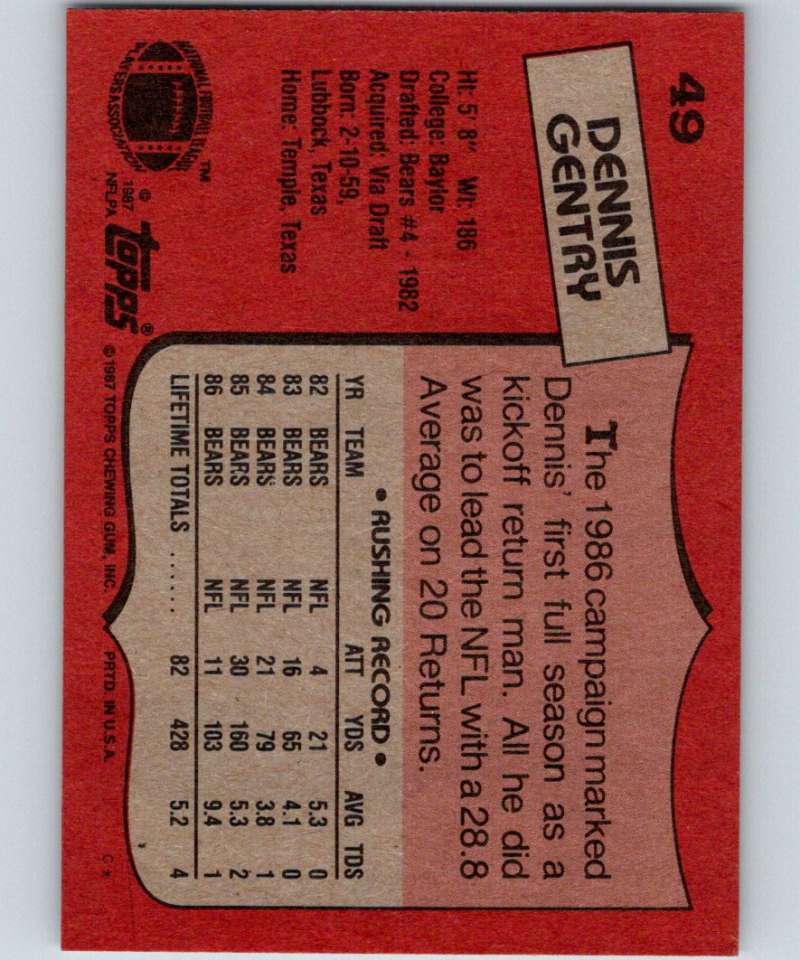 49
DENNIS
GENTRY
Ht: 5' 8" Wt: 186
College: Baylor
Drafted: Bears #4 - 1982
Acquired: Via Draft
Born: 2-10-59,
Lubbock, Texas
Home: Temple, Texas
NATIONAL FOOTBALL LEAGUE
PLAYERS ASSOCIATION
TM
© 1987
NFLPA
topps®
The 1986 campaign marked
Dennis' first full season as a
kickoff return man. All he did
was to lead the NFL with a 28.8
Average on 20 Returns.
• RUSHING RECORD •
YR TEAM ATT YDS AVG TDS
82 BEARS NFL 4 21 5.3 0
83 BEARS NFL 16 65 4.1 0
84 BEARS NFL 21 79 3.8 1
85 BEARS NFL 30 160 5.3 2
86 BEARS NFL 11 103 9.4 1
LIFETIME TOTALS ...... 82 428 5.2 4
© 1987 TOPPS CHEWING GUM, INC. PRTD. IN U.S.A. C*